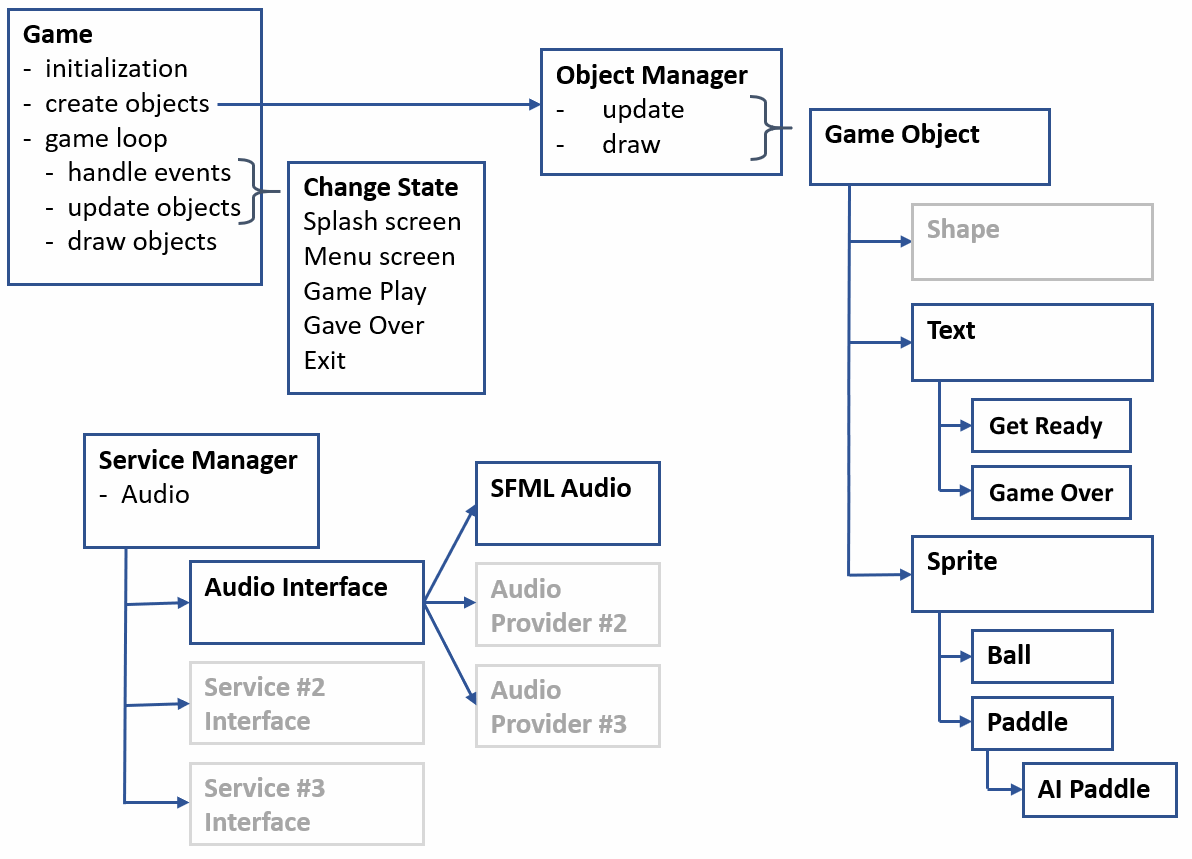 Game
- initialization
- create objects
- game loop
- handle events
- update objects
- draw objects
Change State
Splash screen
Menu screen
Game Play
Gave Over
Exit
Object Manager
- update
- draw
Game Object
Shape
Text
Get Ready
Game Over
Sprite
Ball
Paddle
AI Paddle
Service Manager
- Audio
Audio Interface
Service #2
Interface
Service #3
Interface
SFML Audio
Audio
Provider #2
Audio
Provider #3